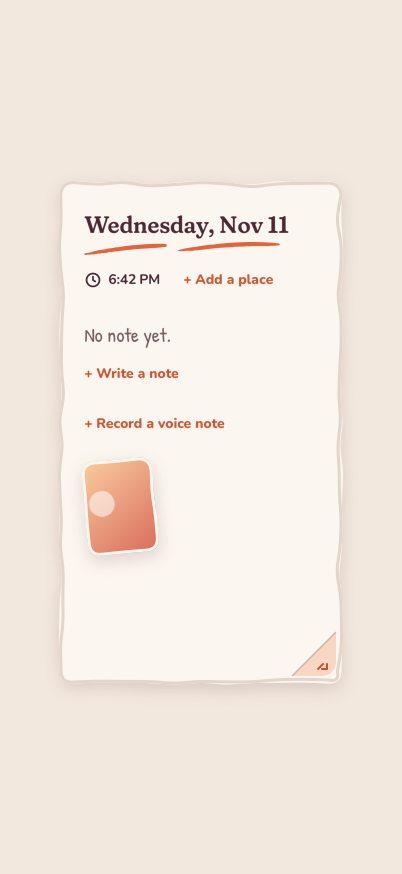 Wednesday, Nov 11
6:42 PM + Add a place
No note yet.
+ Write a note
+ Record a voice note